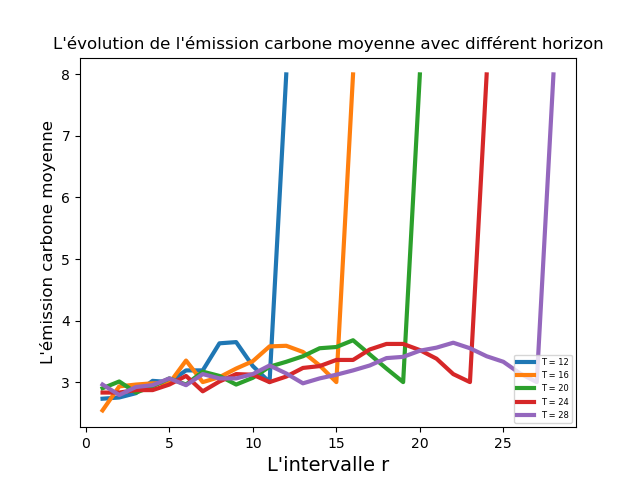 L'évolution de l'émission carbone moyenne avec différent horizon
L'émission carbone moyenne
8
7
6
5
4
3
0 5 10 15 20 25
L'intervalle r
T = 12
T = 16
T = 20
T = 24
T = 28